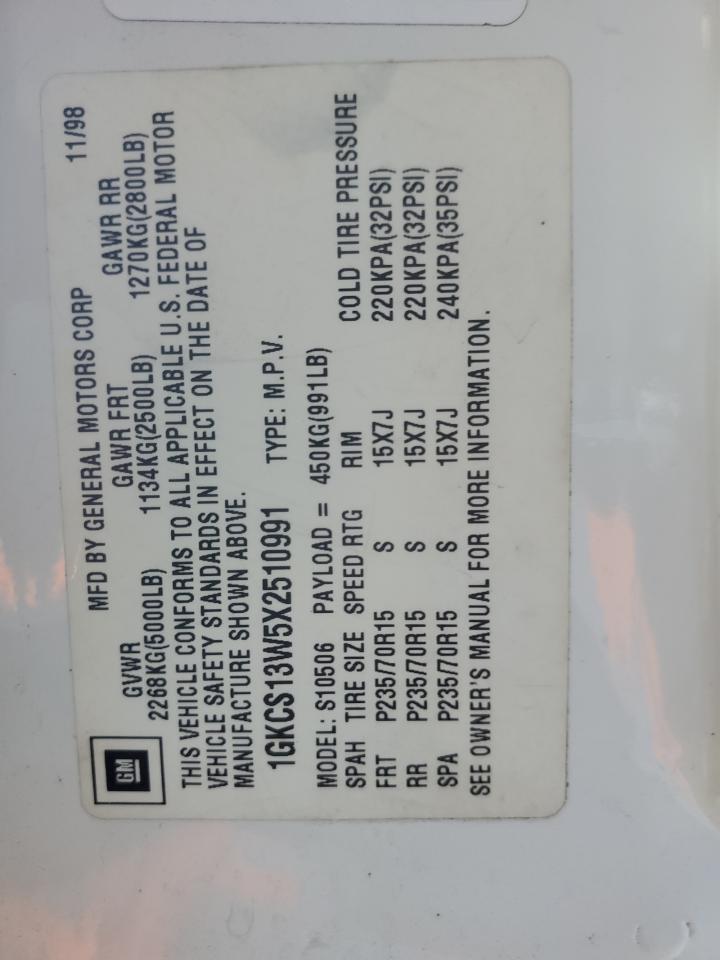 GM
MFD BY GENERAL MOTORS CORP 11/98
GVWR GAWR FRT GAWR RR
2268KG(5000LB) 1134KG(2500LB) 1270KG(2800LB)
THIS VEHICLE CONFORMS TO ALL APPLICABLE U.S. FEDERAL MOTOR
VEHICLE SAFETY STANDARDS IN EFFECT ON THE DATE OF
MANUFACTURE SHOWN ABOVE.
1GKCS13W5X2510991 TYPE: M.P.V.
MODEL: S10506 PAYLOAD = 450KG(991LB)
SPAH TIRE SIZE SPEED RTG RIM COLD TIRE PRESSURE
FRT P235/70R15 S 15X7J 220KPA(32PSI)
RR P235/70R15 S 15X7J 220KPA(32PSI)
SPA P235/70R15 S 15X7J 240KPA(35PSI)
SEE OWNER'S MANUAL FOR MORE INFORMATION.